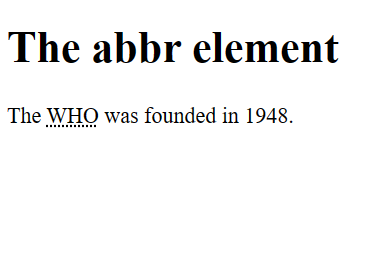 The abbr element
The WHO was founded in 1948.